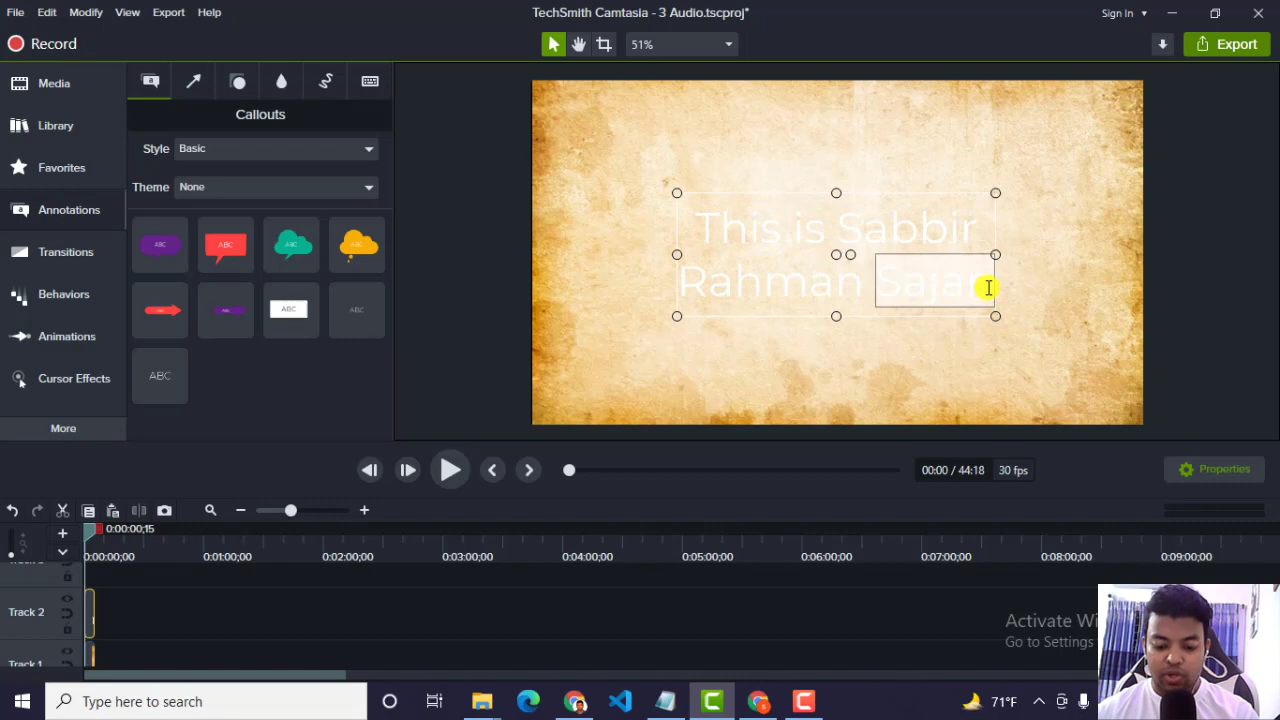 File Edit Modify View Export Help
TechSmith Camtasia - 3 Audio.tscproj*
Sign In
Record
51%
Export
Media
Library
Favorites
Annotations
Transitions
Behaviors
Animations
Cursor Effects
More
Callouts
Style Basic
Theme None
ABC ABC ABC ABC
ABC ABC
ABC
This is Sabbir
Rahman
00:00 / 44:18 30 fps
Properties
0:00:00;15
0:00:00;00 0:01:00;00 0:02:00;00 0:03:00;00 0:04:00;00 0:05:00;00 0:06:00;00 0:07:00;00 0:08:00;00 0:09:00;00
Track 2
Track 1
Go to Settings
Type here to search
71°F